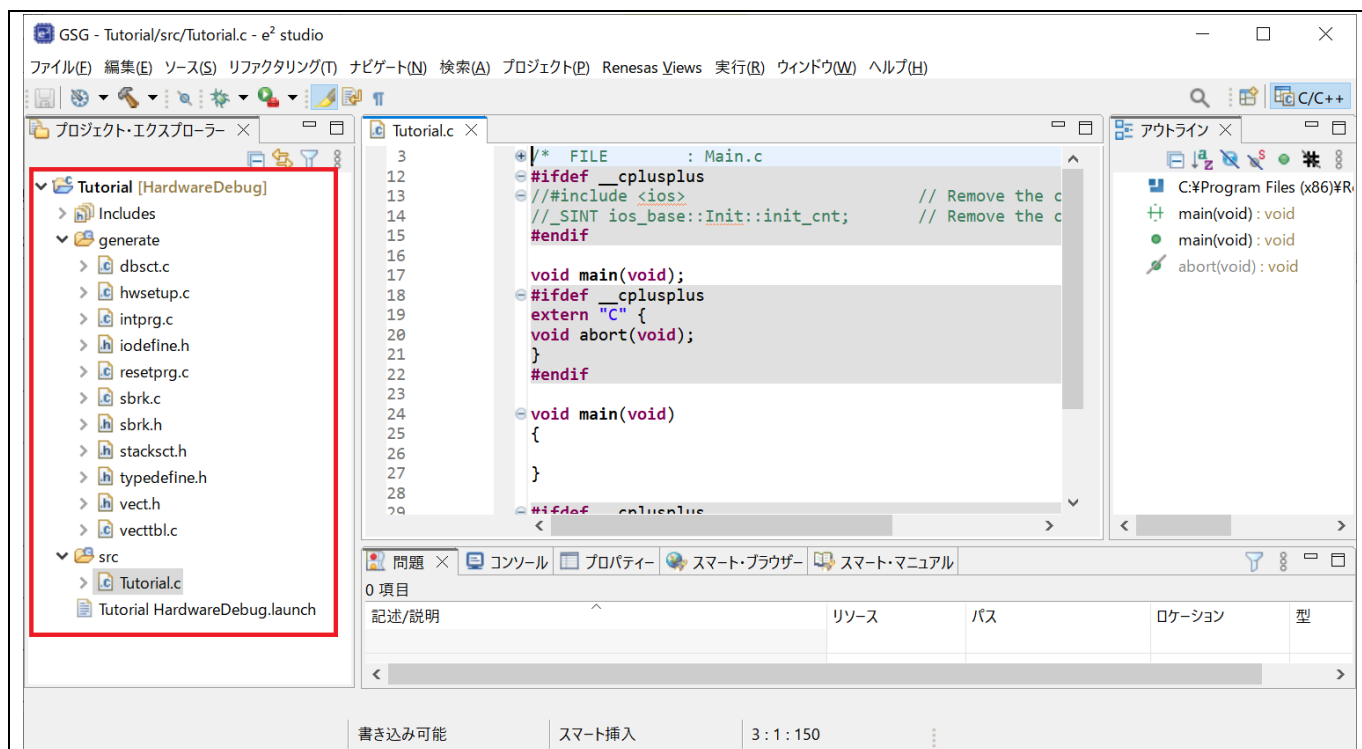 GSG - Tutorial/src/Tutorial.c - e² studio
ファイル(F) 編集(E) ソース(S) リファクタリング(T) ナビゲート(N) 検索(A) プロジェクト(P) Renesas Views 実行(R) ウィンドウ(W) ヘルプ(H)
C/C++
プロジェクト・エクスプローラー
Tutorial [HardwareDebug]
Includes
generate
dbsct.c
hwsetup.c
intprg.c
iodefine.h
resetprg.c
sbrk.c
sbrk.h
stacksct.h
typedefine.h
vect.h
vecttbl.c
src
Tutorial.c
Tutorial HardwareDebug.launch
Tutorial.c
3 /* FILE : Main.c
12 #ifdef __cplusplus
13 //#include <ios> // Remove the c
14 //_SINT ios_base::Init::init_cnt; // Remove the c
15 #endif
16
17 void main(void);
18 #ifdef __cplusplus
19 extern "C" {
20 void abort(void);
21 }
22 #endif
23
24 void main(void)
25 {
26
27 }
28
29 #ifdef __cplusplus
アウトライン
C:¥Program Files (x86)¥R
main(void) : void
main(void) : void
abort(void) : void
問題 コンソール プロパティー スマート・ブラウザー スマート・マニュアル
0 項目
記述/説明 リソース パス ロケーション 型
書き込み可能 スマート挿入 3 : 1 : 150